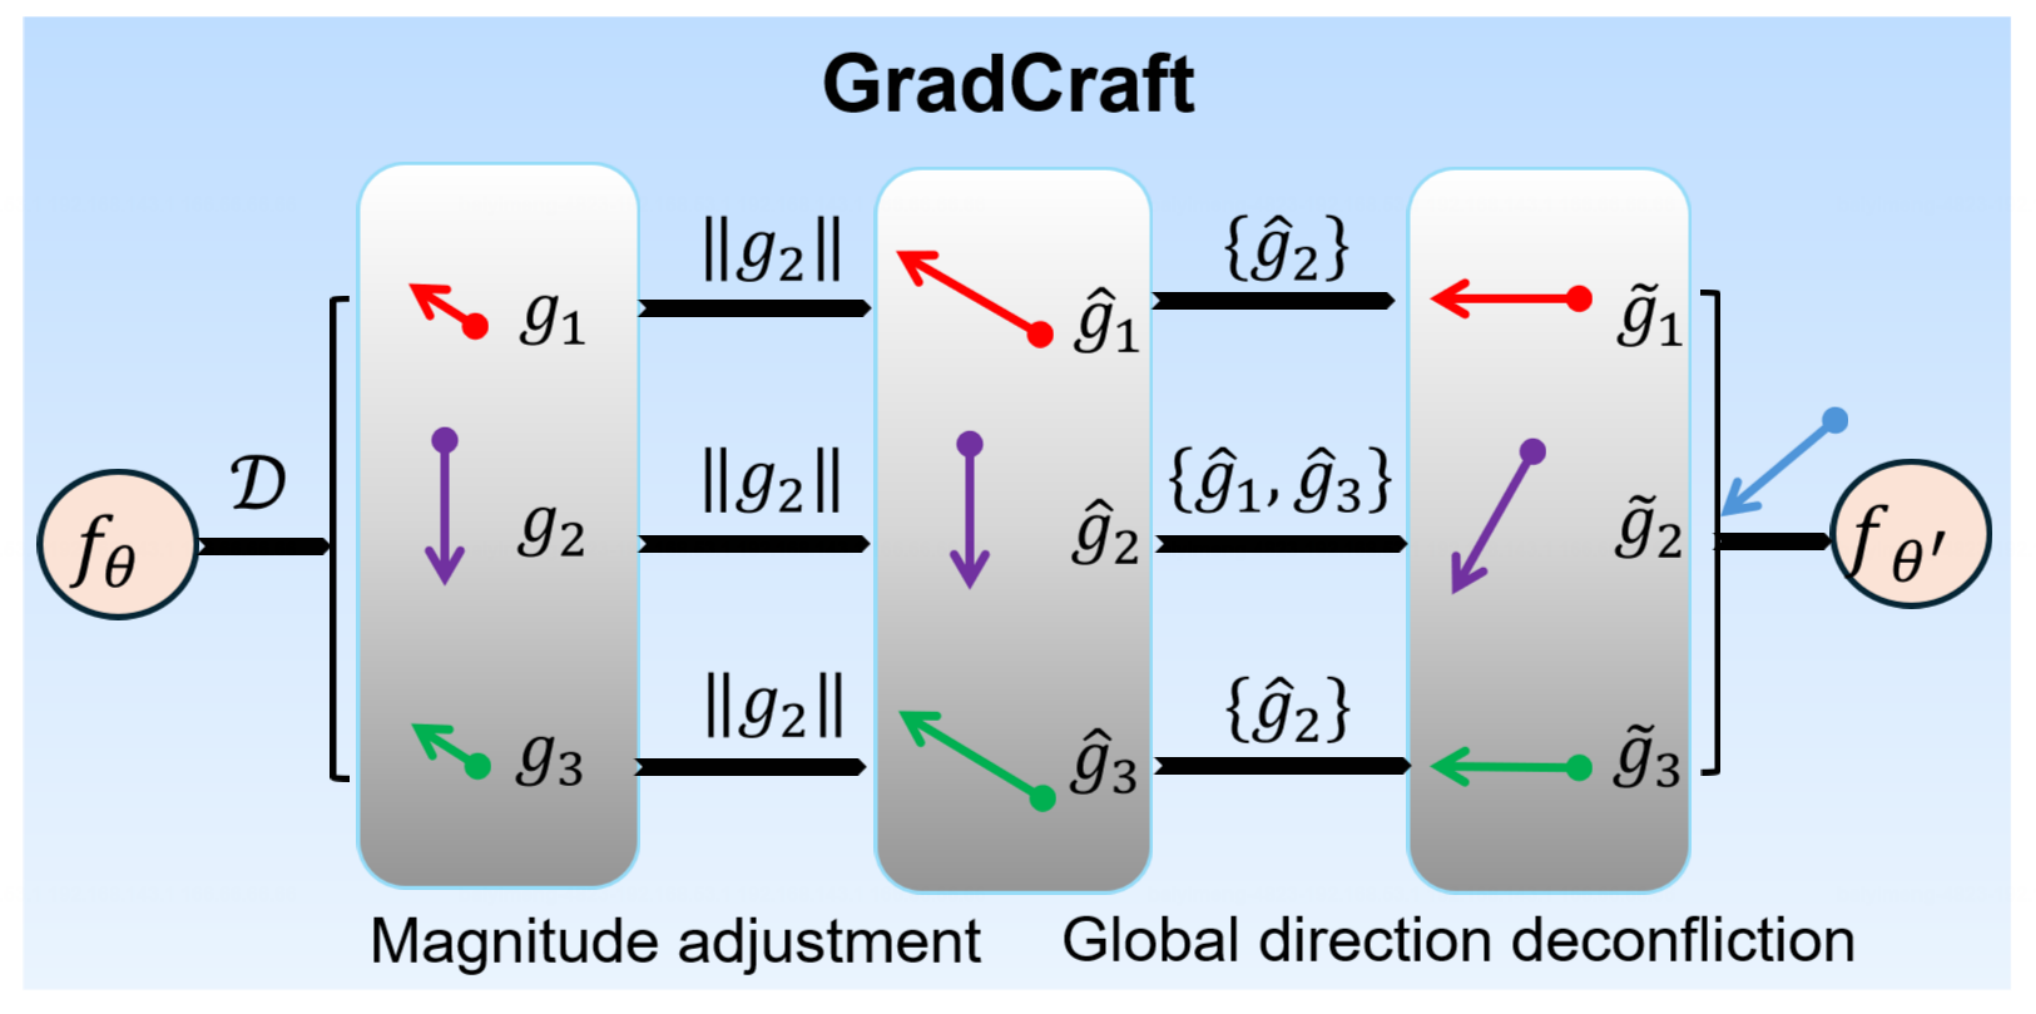 GradCraft
‖g₂‖ {ĝ₂}
g₁ ĝ₁ g̃₁
𝒟 ‖g₂‖ {ĝ₁, ĝ₃}
f_θ g₂ ĝ₂ g̃₂ f_θ′
‖g₂‖ {ĝ₂}
g₃ ĝ₃ g̃₃
Magnitude adjustment Global direction deconfliction